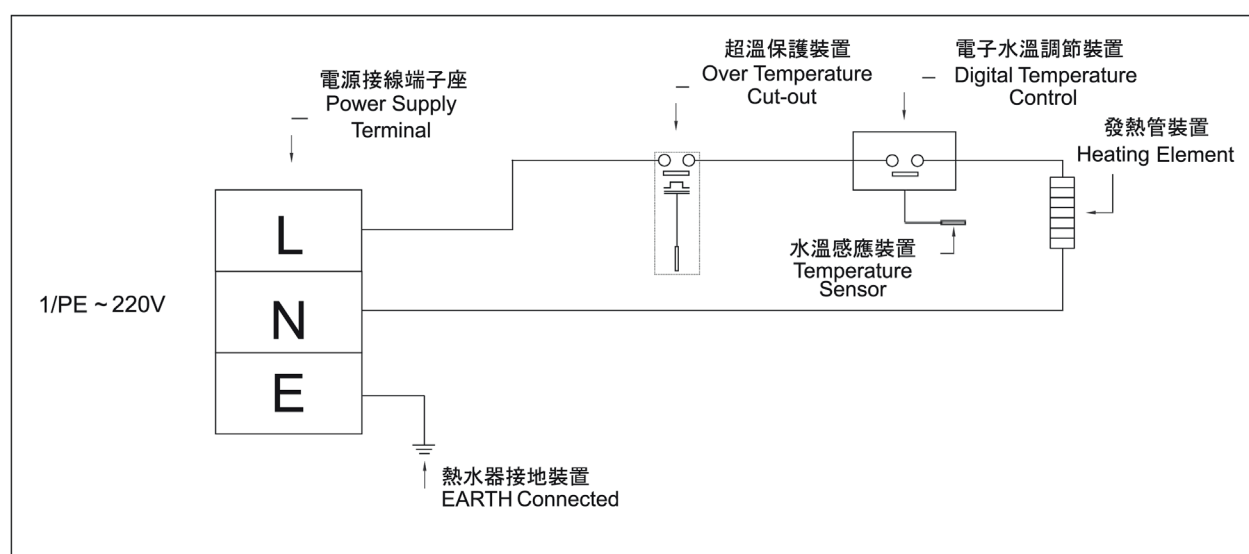 電源接線端子座
Power Supply
Terminal
超溫保護裝置
Over Temperature
Cut-out
電子水溫調節裝置
Digital Temperature
Control
發熱管裝置
Heating Element
水溫感應裝置
Temperature
Sensor
1/PE ~ 220V
L
N
E
熱水器接地裝置
EARTH Connected